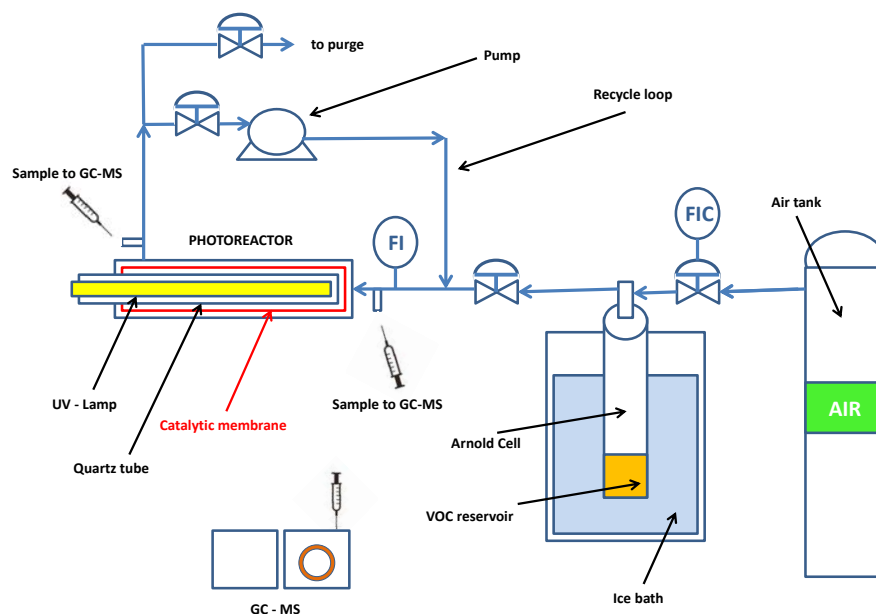 to purge
Pump
Recycle loop
Sample to GC-MS
Air tank
FIC
PHOTOREACTOR
FI
AIR
UV - Lamp
Sample to GC-MS
Catalytic membrane
Arnold Cell
Quartz tube
VOC reservoir
Ice bath
GC - MS